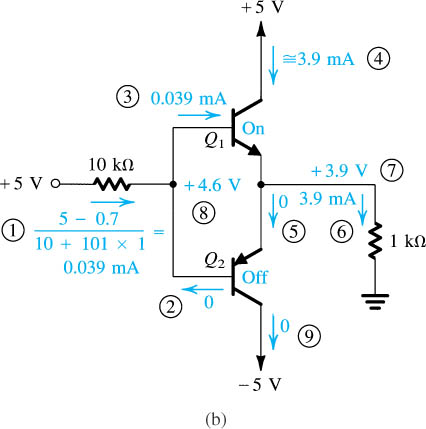 +5 V
≅3.9 mA ④
③ 0.039 mA
Q1 On
10 kΩ
+5 V
+4.6 V
+3.9 V ⑦
⑧
0 3.9 mA
① 5 − 0.7
10 + 101 × 1 =
0.039 mA
⑤ ⑥ 1 kΩ
Q2 Off
② 0
0 ⑨
−5 V
(b)